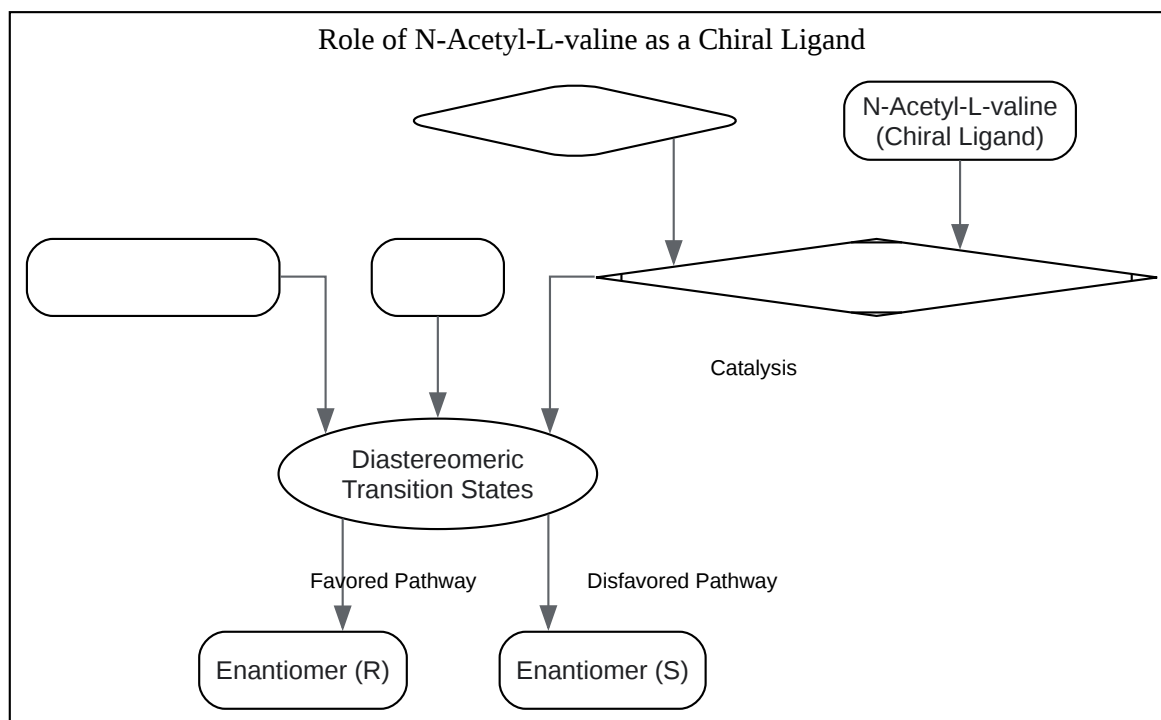 Role of N-Acetyl-L-valine as a Chiral Ligand
N-Acetyl-L-valine
(Chiral Ligand)
Catalysis
Diastereomeric
Transition States
Favored Pathway
Disfavored Pathway
Enantiomer (R)
Enantiomer (S)